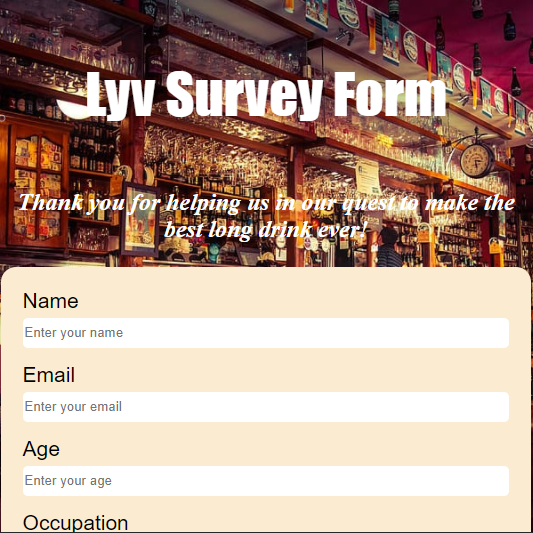 Lyv Survey Form
Thank you for helping us in our quest to make the
best long drink ever!
Name
Enter your name
Email
Enter your email
Age
Enter your age
Occupation